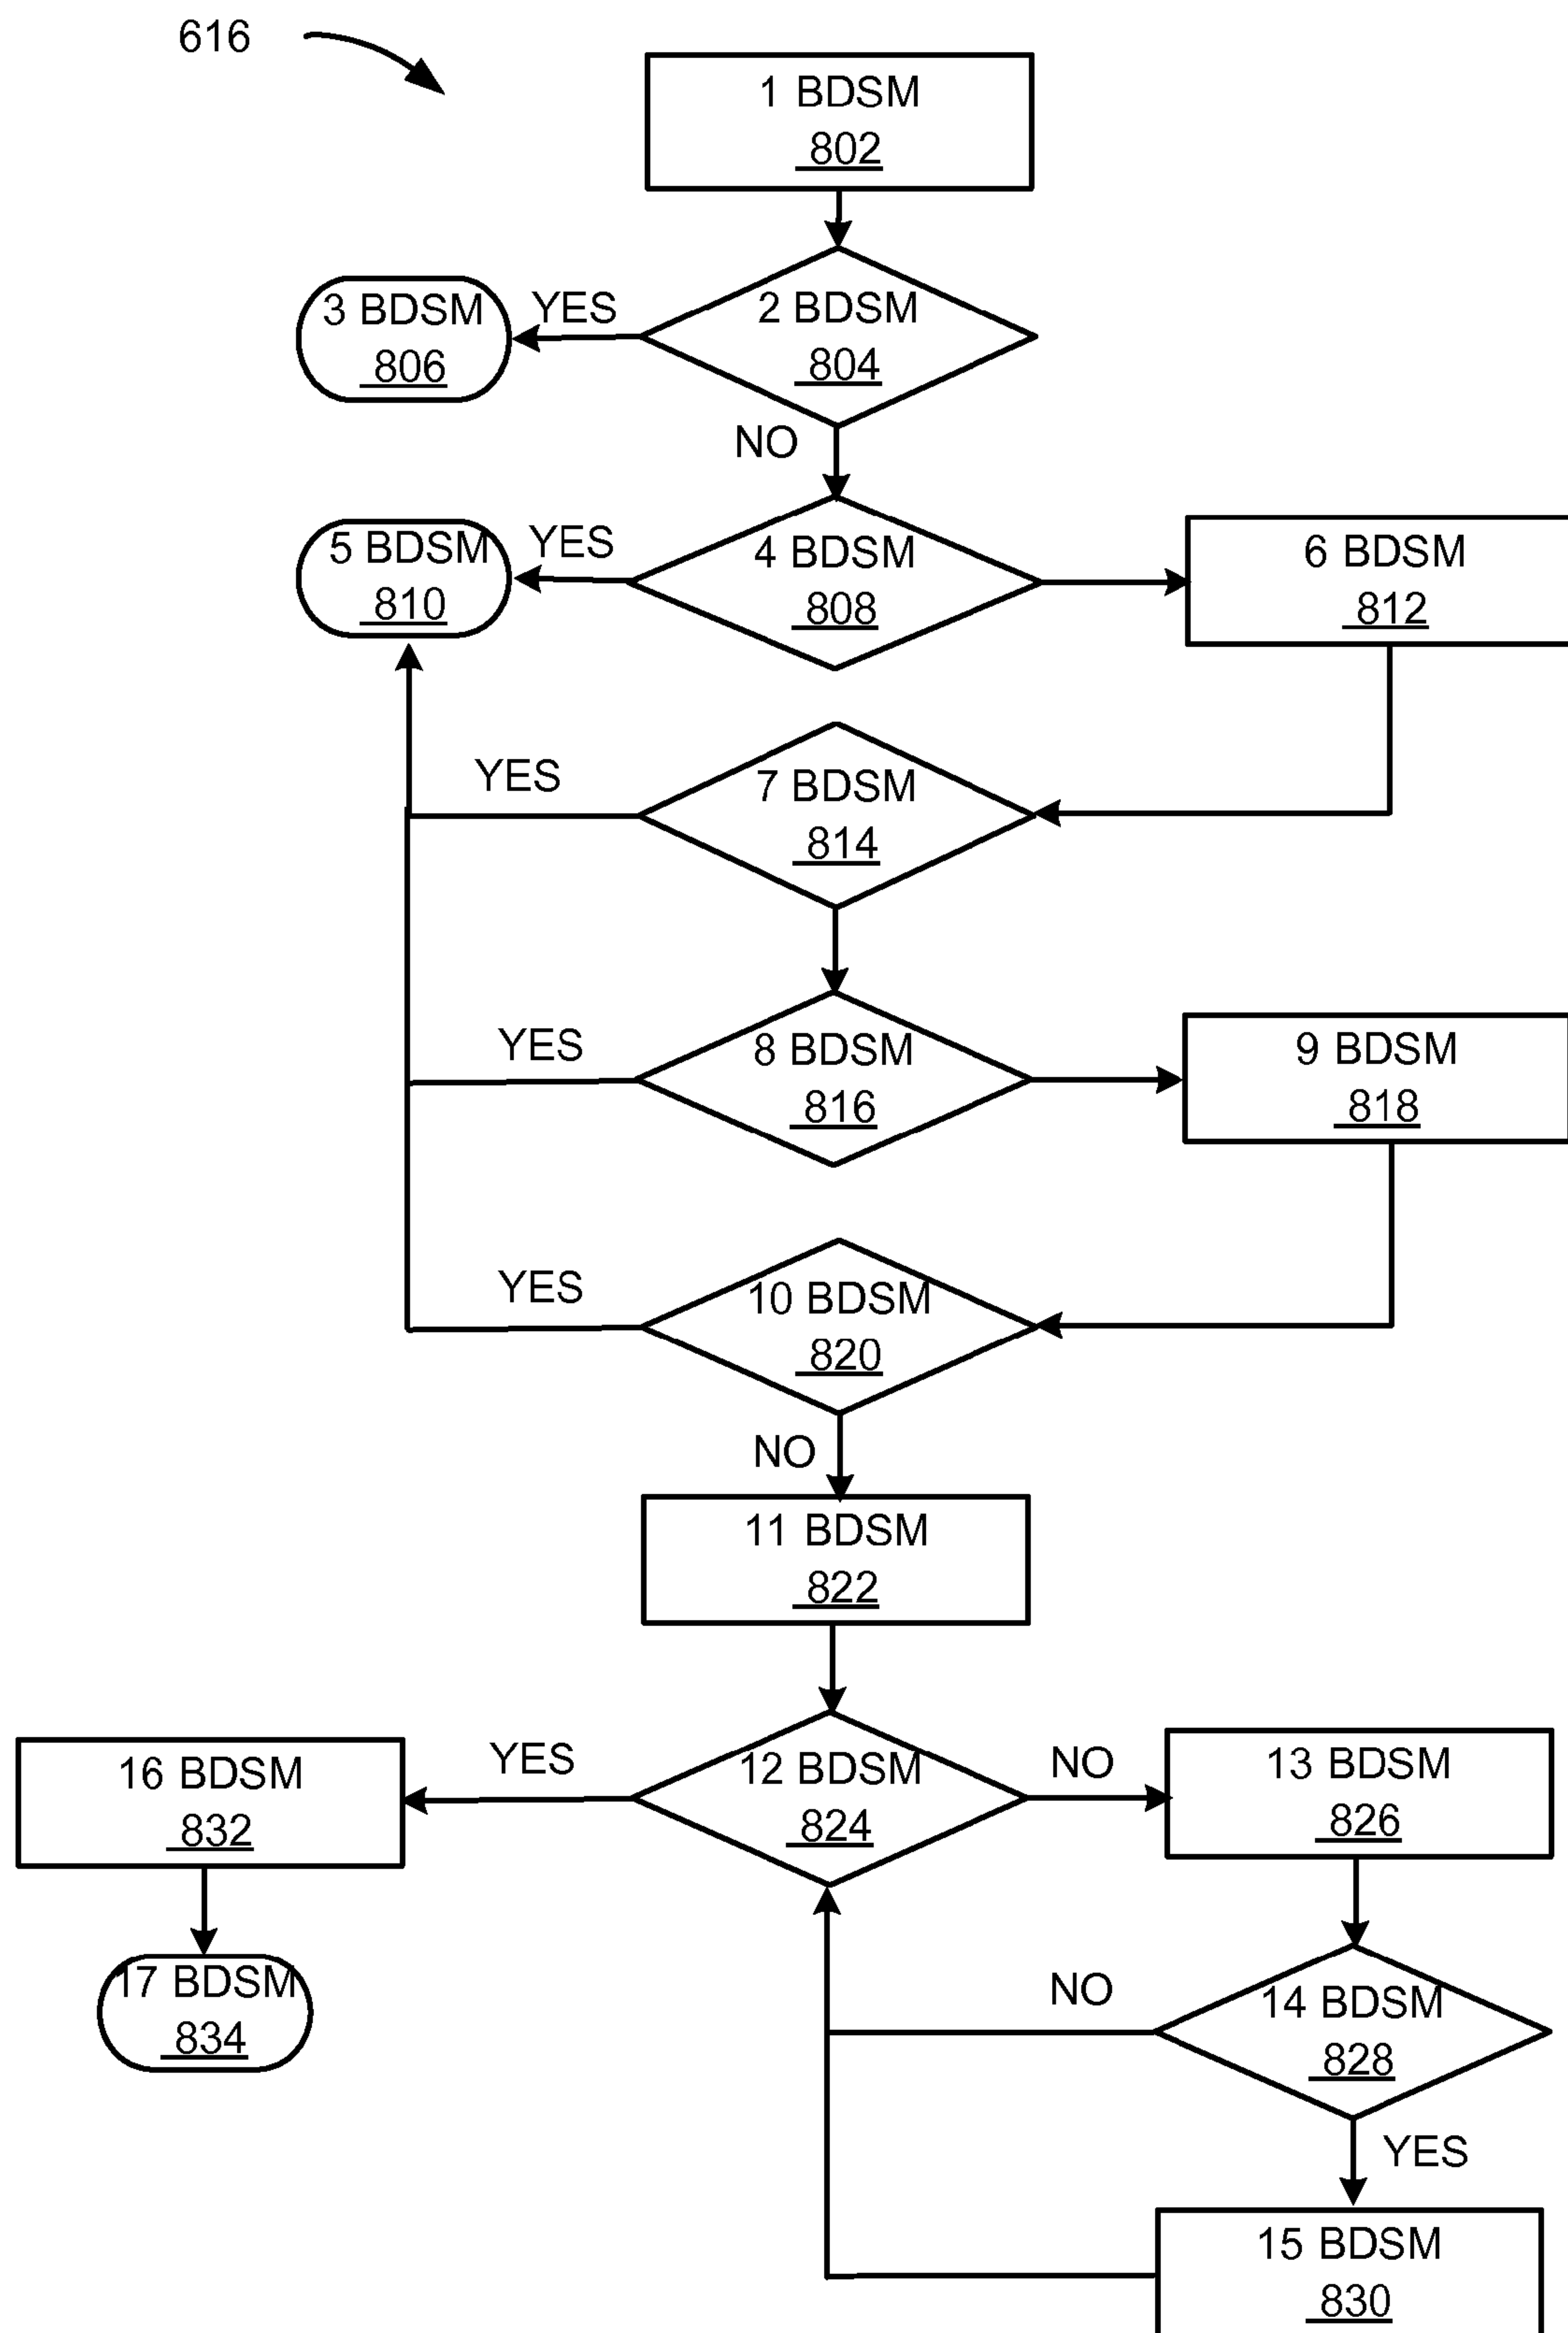 616
1 BDSM
802
2 BDSM
804
YES
3 BDSM
806
NO
4 BDSM
808
YES
5 BDSM
810
6 BDSM
812
7 BDSM
814
YES
8 BDSM
816
YES
9 BDSM
818
10 BDSM
820
YES
NO
11 BDSM
822
12 BDSM
824
YES
16 BDSM
832
NO
13 BDSM
826
17 BDSM
834
14 BDSM
828
NO
YES
15 BDSM
830